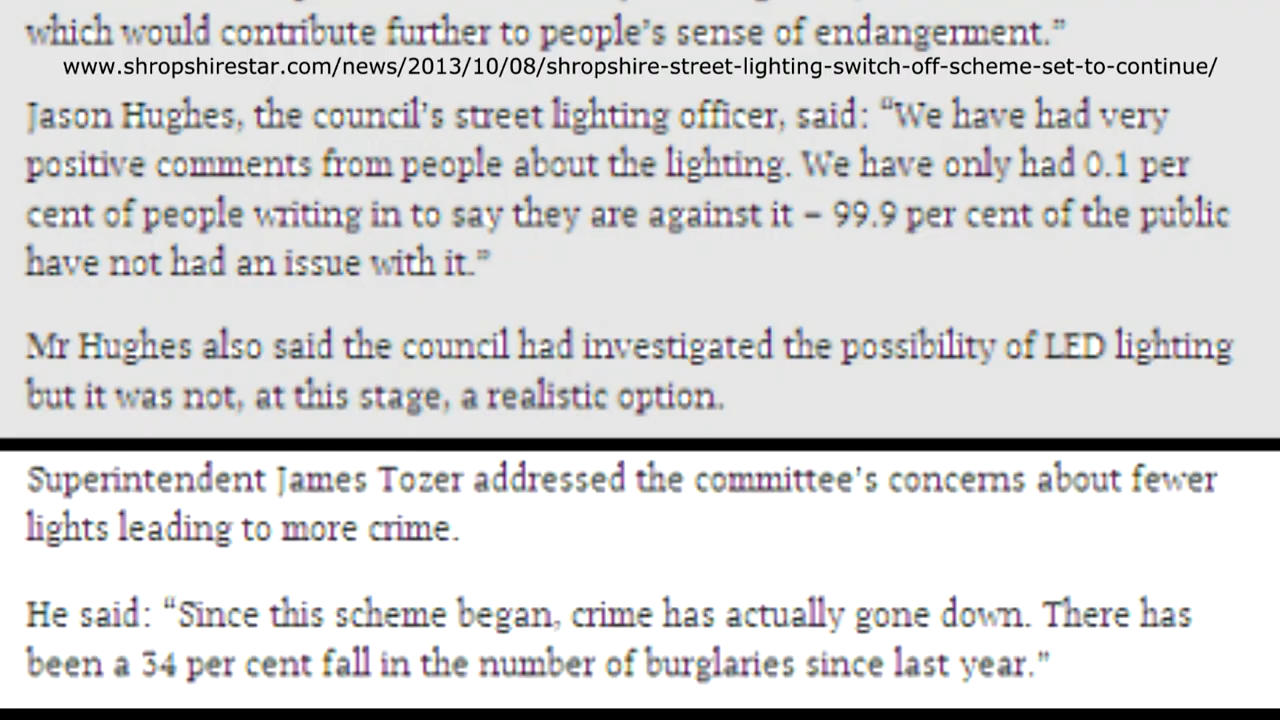 which would contribute further to people's sense of endangerment.”
www.shropshirestar.com/news/2013/10/08/shropshire-street-lighting-switch-off-scheme-set-to-continue/
Jason Hughes, the council's street lighting officer, said: “We have had very
positive comments from people about the lighting. We have only had 0.1 per
cent of people writing in to say they are against it – 99.9 per cent of the public
have not had an issue with it.”
Mr Hughes also said the council had investigated the possibility of LED lighting
but it was not, at this stage, a realistic option.
Superintendent James Tozer addressed the committee's concerns about fewer
lights leading to more crime.
He said: “Since this scheme began, crime has actually gone down. There has
been a 34 per cent fall in the number of burglaries since last year.”